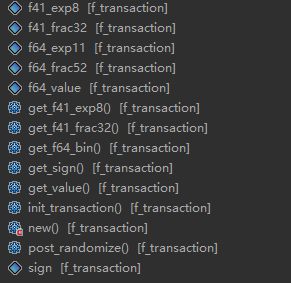 f41_exp8 [f_transaction]
f41_frac32 [f_transaction]
f64_exp11 [f_transaction]
f64_frac52 [f_transaction]
f64_value [f_transaction]
get_f41_exp8() [f_transaction]
get_f41_frac32() [f_transaction]
get_f64_bin() [f_transaction]
get_sign() [f_transaction]
get_value() [f_transaction]
init_transaction() [f_transaction]
new() [f_transaction]
post_randomize() [f_transaction]
sign [f_transaction]